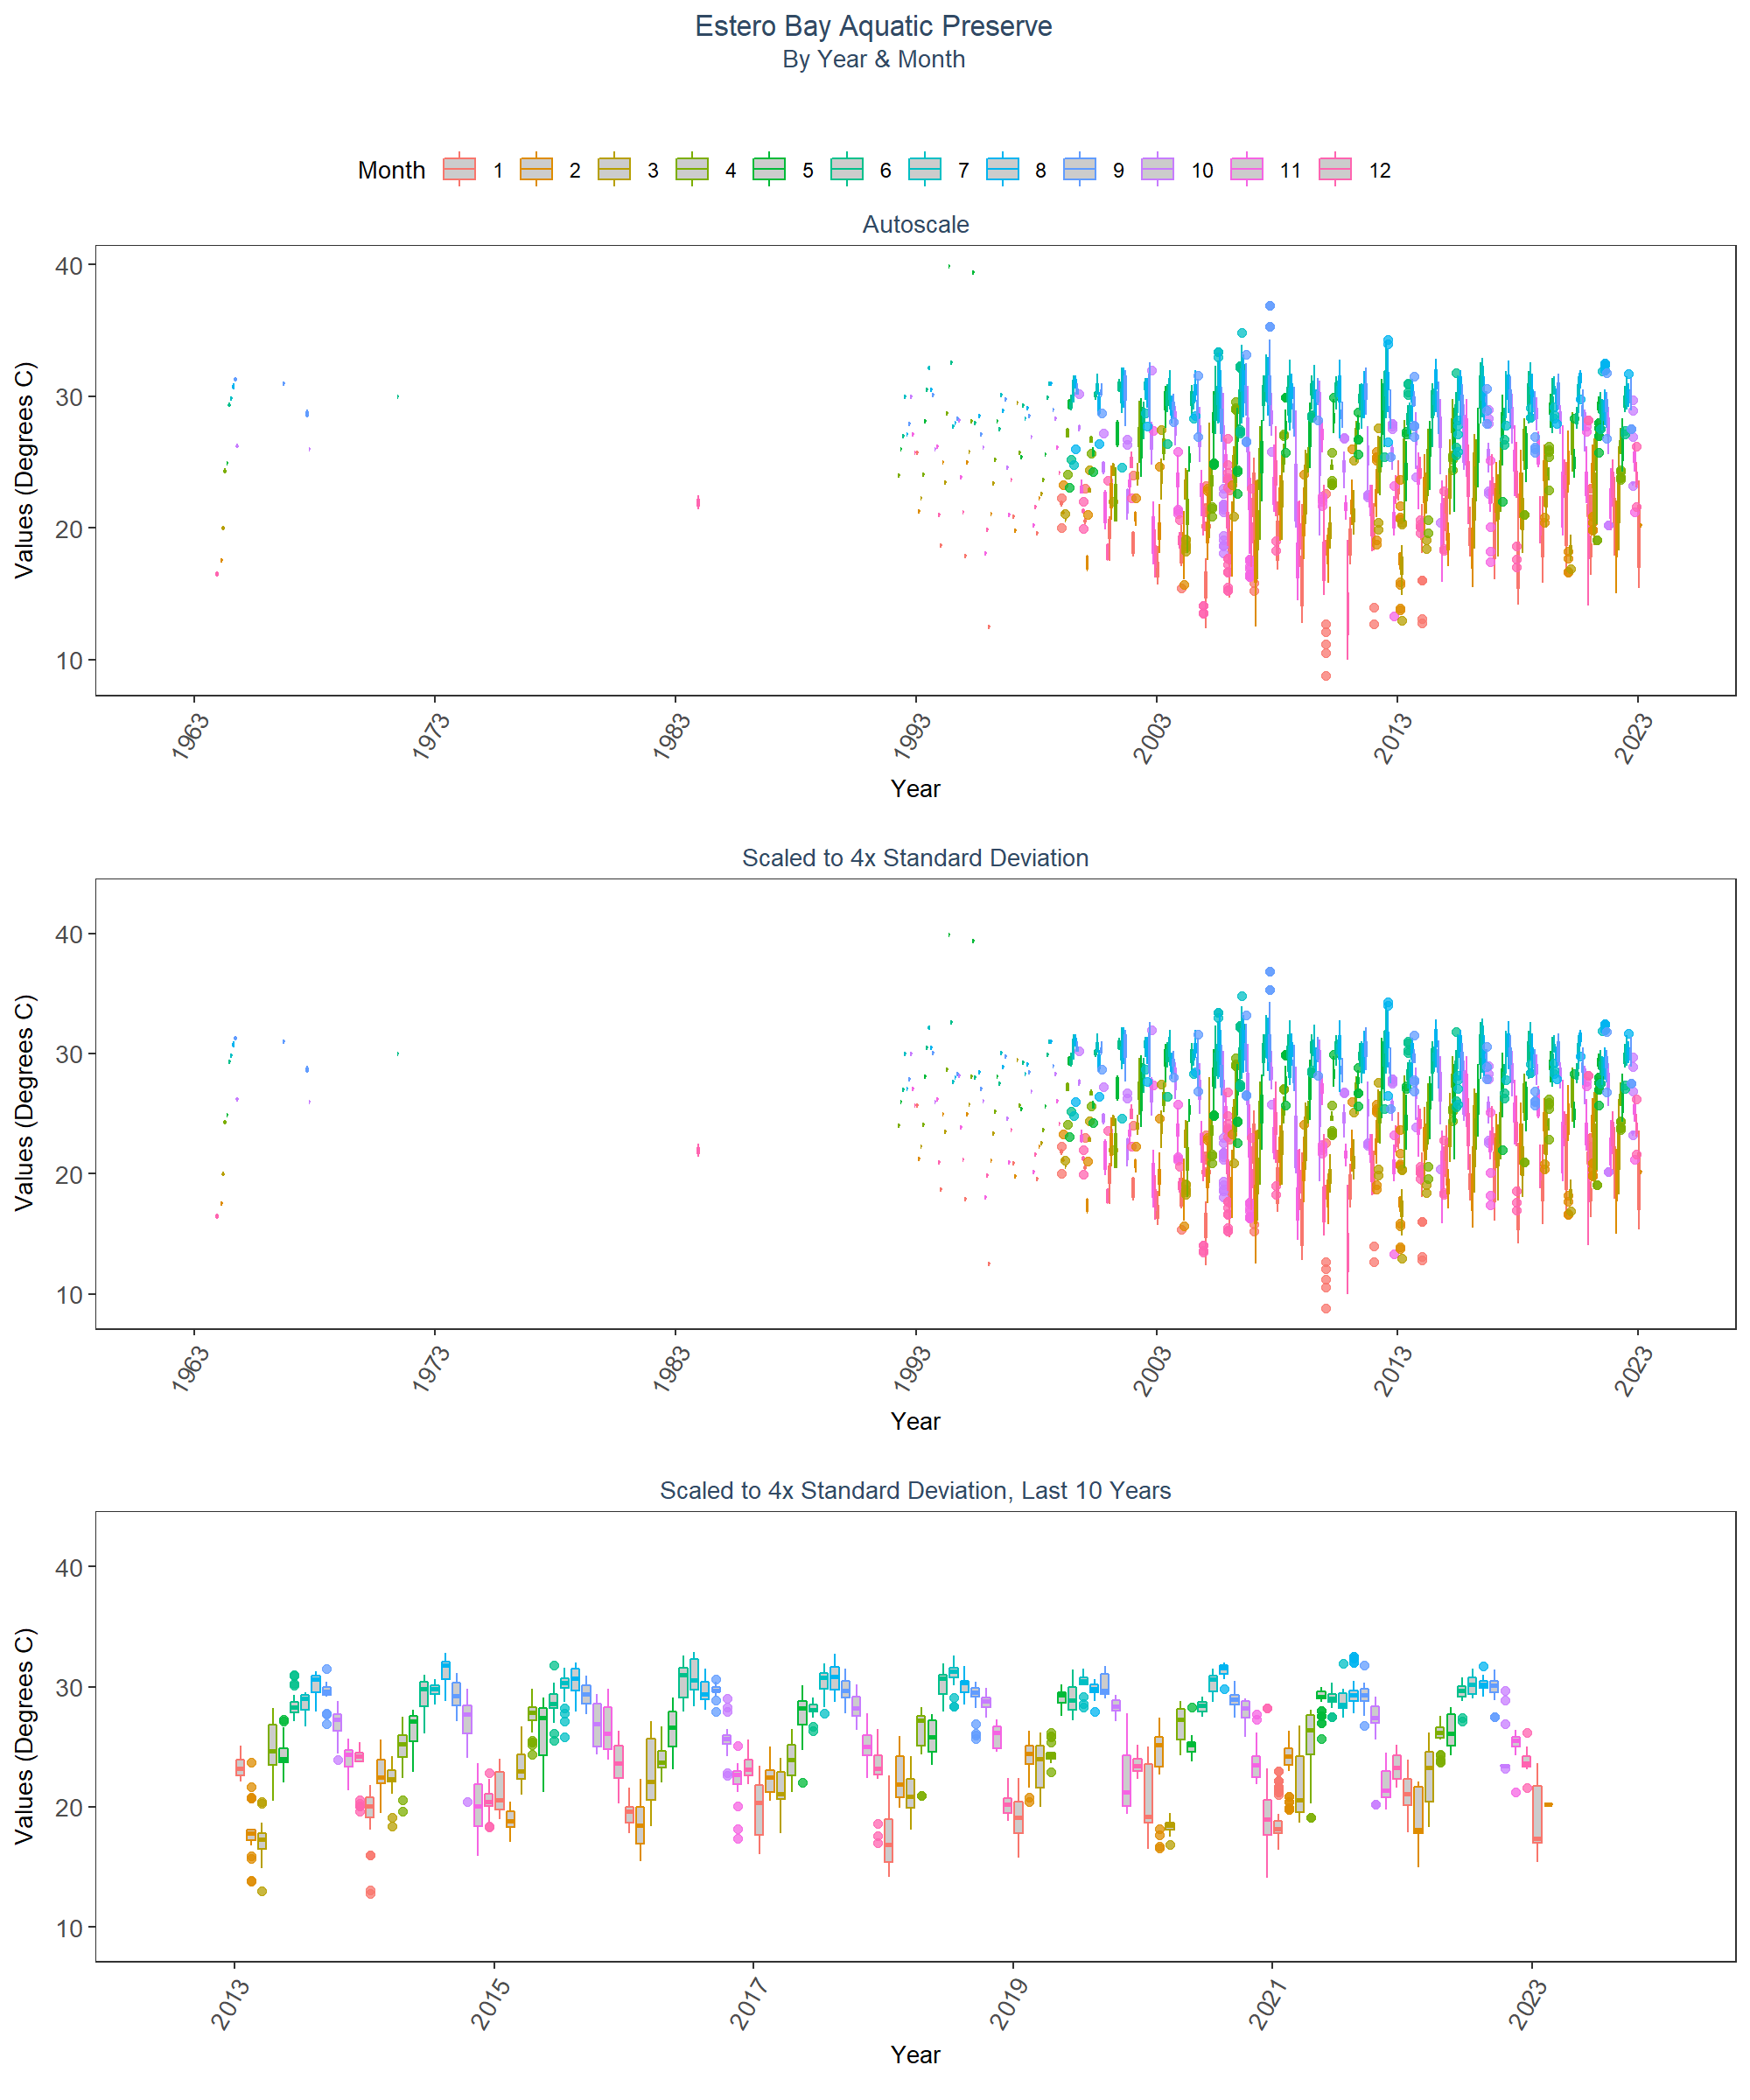 Estero Bay Aquatic Preserve
By Year & Month
Month 1 2 3 4 5 6 7 8 9 10 11 12
Autoscale
Values (Degrees C)
40
30
20
10
1963 1973 1983 1993 2003 2013 2023
Year
Scaled to 4x Standard Deviation
Values (Degrees C)
40
30
20
10
1963 1973 1983 1993 2003 2013 2023
Year
Scaled to 4x Standard Deviation, Last 10 Years
Values (Degrees C)
40
30
20
10
2013 2015 2017 2019 2021 2023
Year